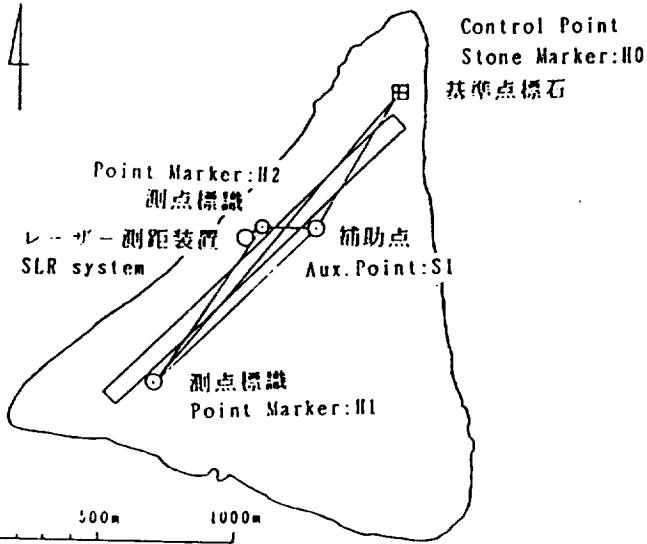 Control Point
Stone Marker:H0
基準点標石
Point Marker:H2
測点標識
レーザー測距装置
SLR system
補助点
Aux.Point:S1
測点標識
Point Marker:H1
500m
1000m